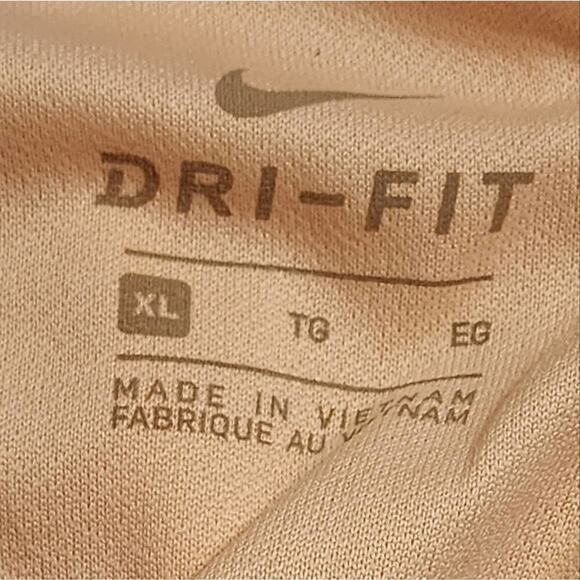 DRI-FIT
XL TG EG
MADE IN VIETNAM
FABRIQUE AU VIETNAM